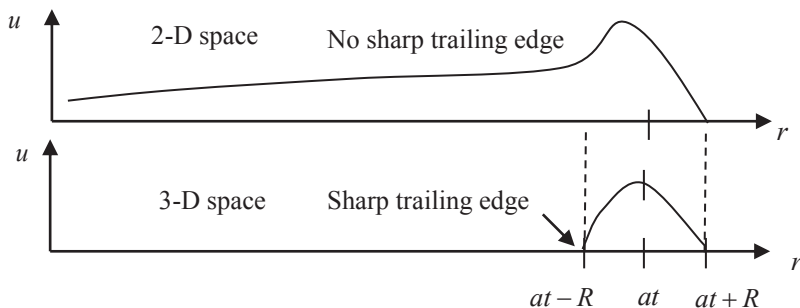 u
2-D space No sharp trailing edge
r
u
3-D space Sharp trailing edge
r
at − R at at + R